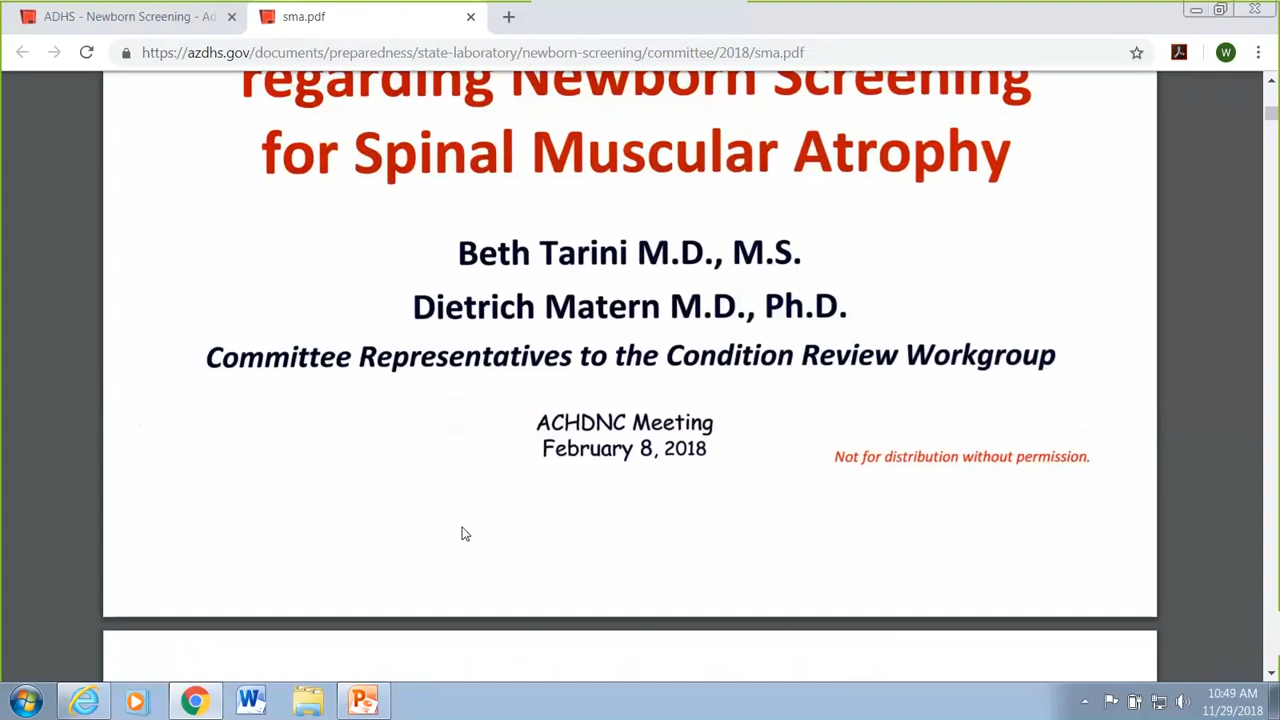 ADHS - Newborn Screening - Ad
sma.pdf
https://azdhs.gov/documents/preparedness/state-laboratory/newborn-screening/committee/2018/sma.pdf
W
regarding Newborn Screening
for Spinal Muscular Atrophy
Beth Tarini M.D., M.S.
Dietrich Matern M.D., Ph.D.
Committee Representatives to the Condition Review Workgroup
ACHDNC Meeting
February 8, 2018
Not for distribution without permission.
10:49 AM
11/29/2018